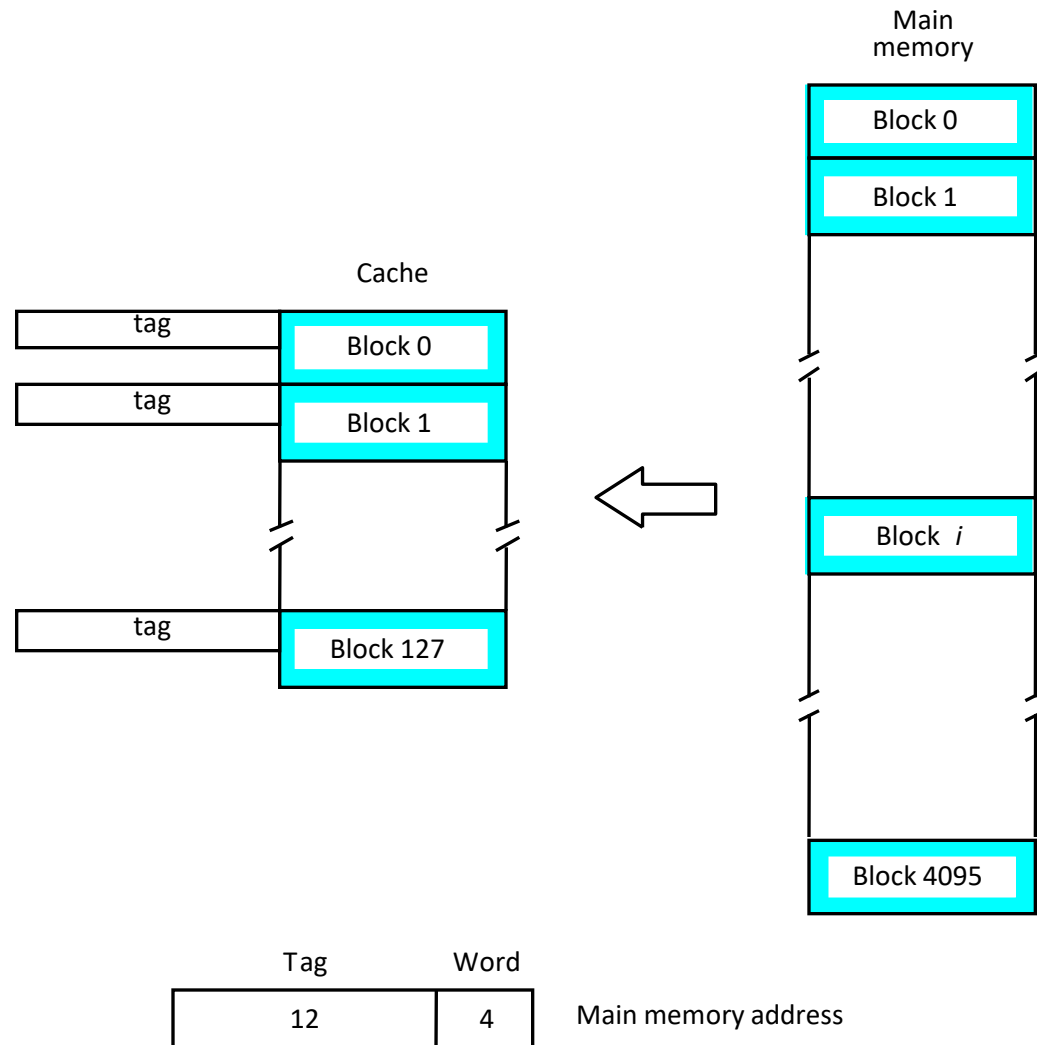 Main
memory
Block 0
Block 1
Cache
tag
Block 0
tag
Block 1
Block i
tag
Block 127
Block 4095
Tag Word
12 4 Main memory address